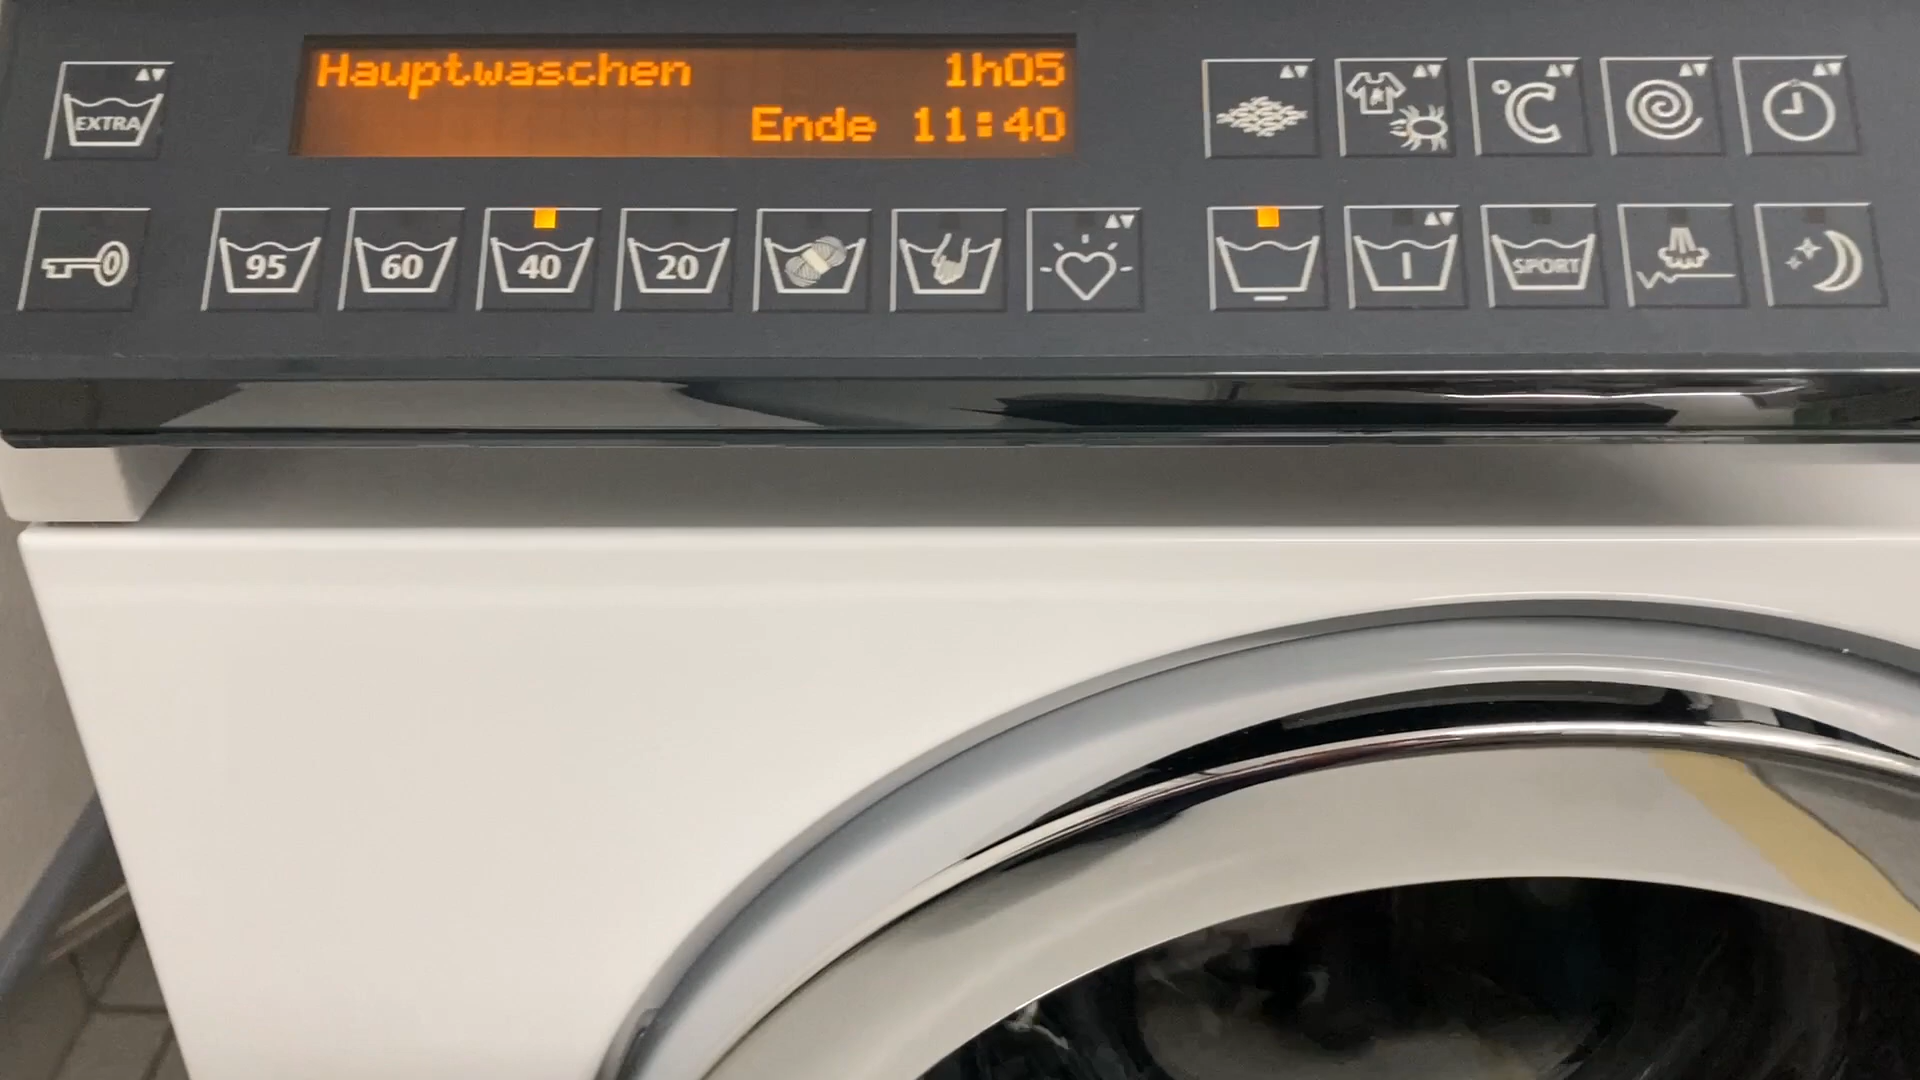 Hauptwaschen 1h05
Ende 11:40
EXTRA
°C
95 60 40 20 I SPORT